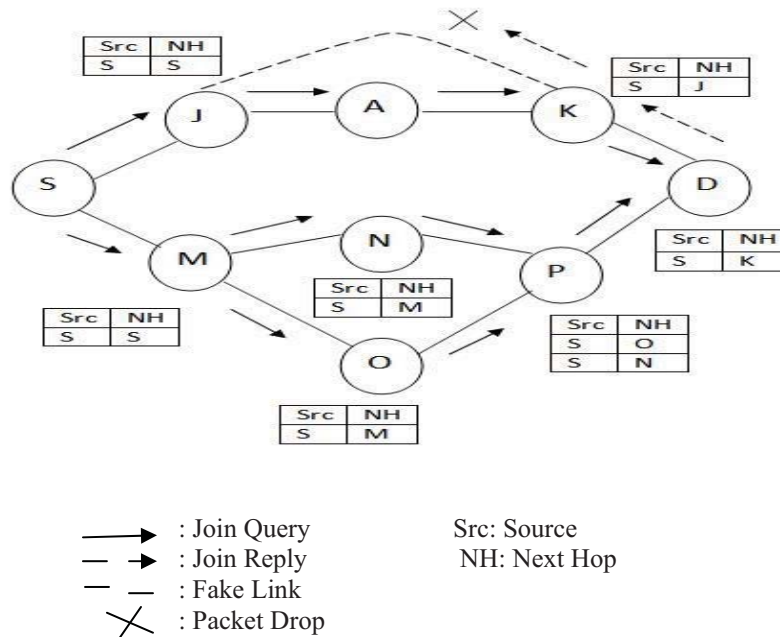 Src NH
S S
Src NH
S J
J
A
K
S
D
M
N
P
O
Src NH
S K
Src NH
S M
Src NH
S S
Src NH
S O
S N
Src NH
S M
: Join Query Src: Source
: Join Reply NH: Next Hop
: Fake Link
: Packet Drop